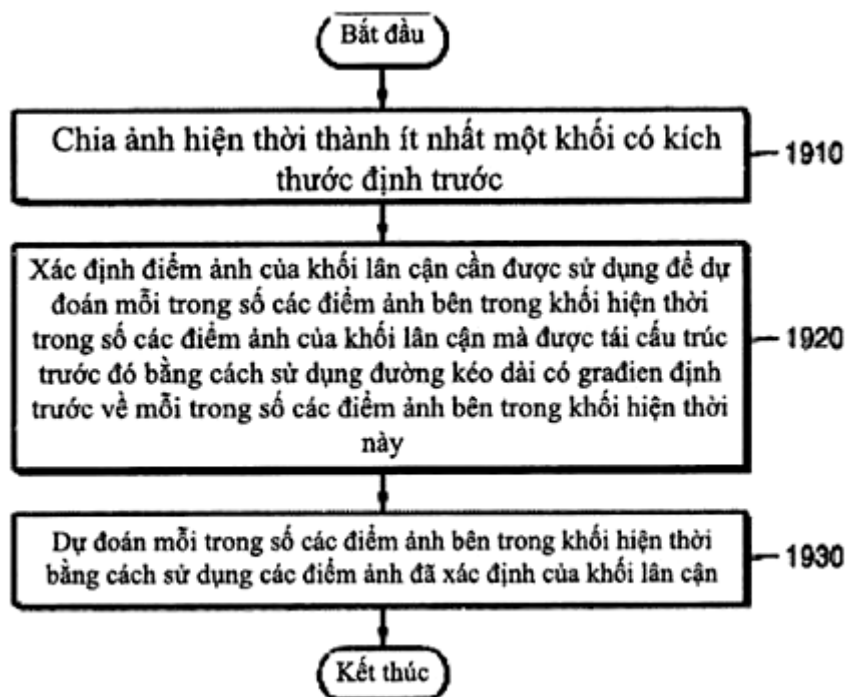 Bắt đầu
Chia ảnh hiện thời thành ít nhất một khối có kích
thước định trước
1910
Xác định điểm ảnh của khối lân cận cần được sử dụng để dự
đoán mỗi trong số các điểm ảnh bên trong khối hiện thời
trong số các điểm ảnh của khối lân cận mà được tái cấu trúc
trước đó bằng cách sử dụng đường kéo dài có građien định
trước về mỗi trong số các điểm ảnh bên trong khối hiện thời
này
1920
Dự đoán mỗi trong số các điểm ảnh bên trong khối hiện thời
bằng cách sử dụng các điểm ảnh đã xác định của khối lân cận
1930
Kết thúc